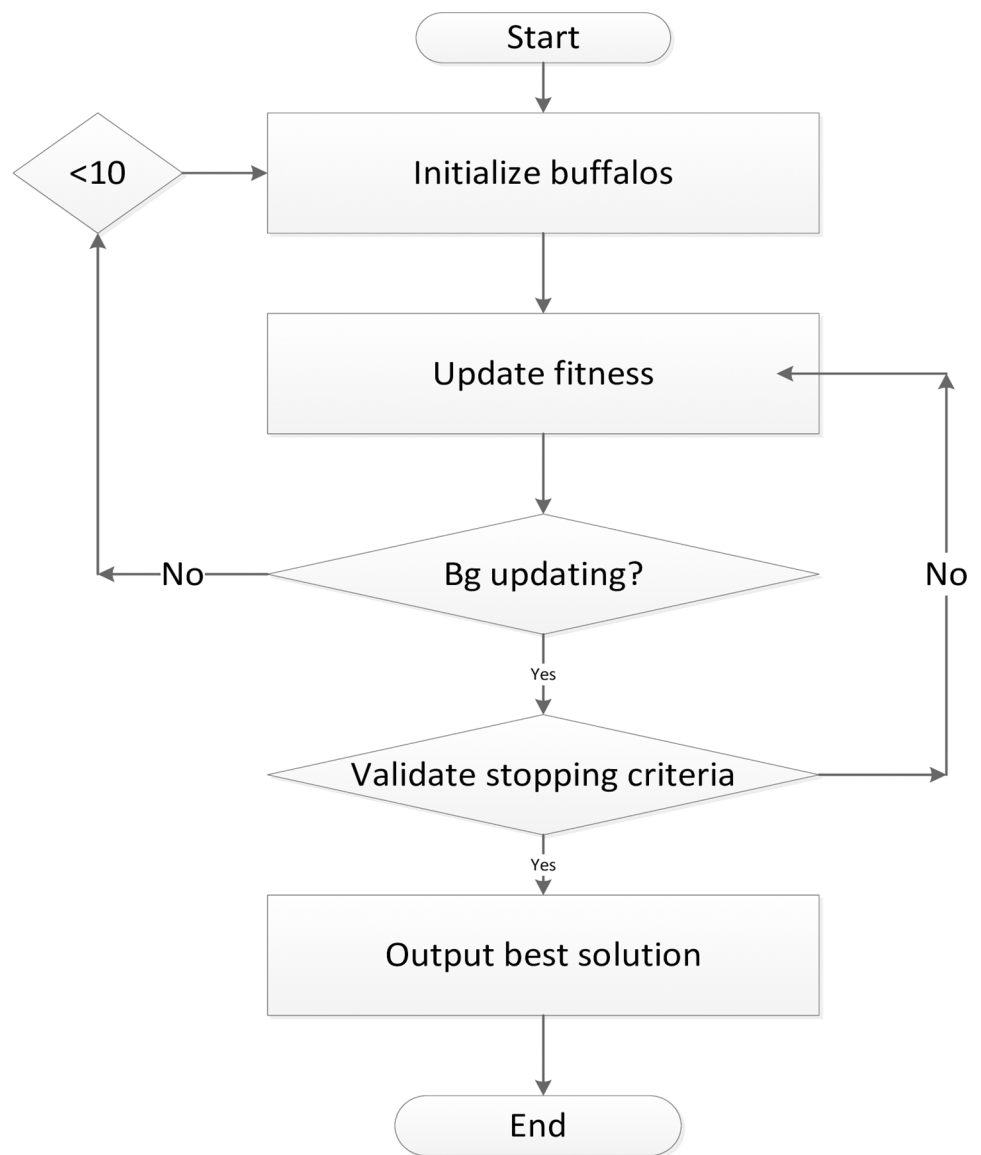 Start
<10
Initialize buffalos
Update fitness
No
Bg updating?
No
Yes
Validate stopping criteria
Yes
Output best solution
End